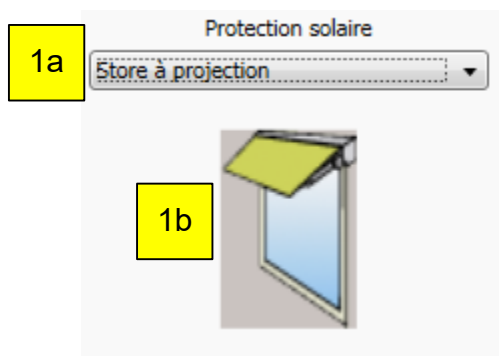 Protection solaire
1a
Store à projection
1b